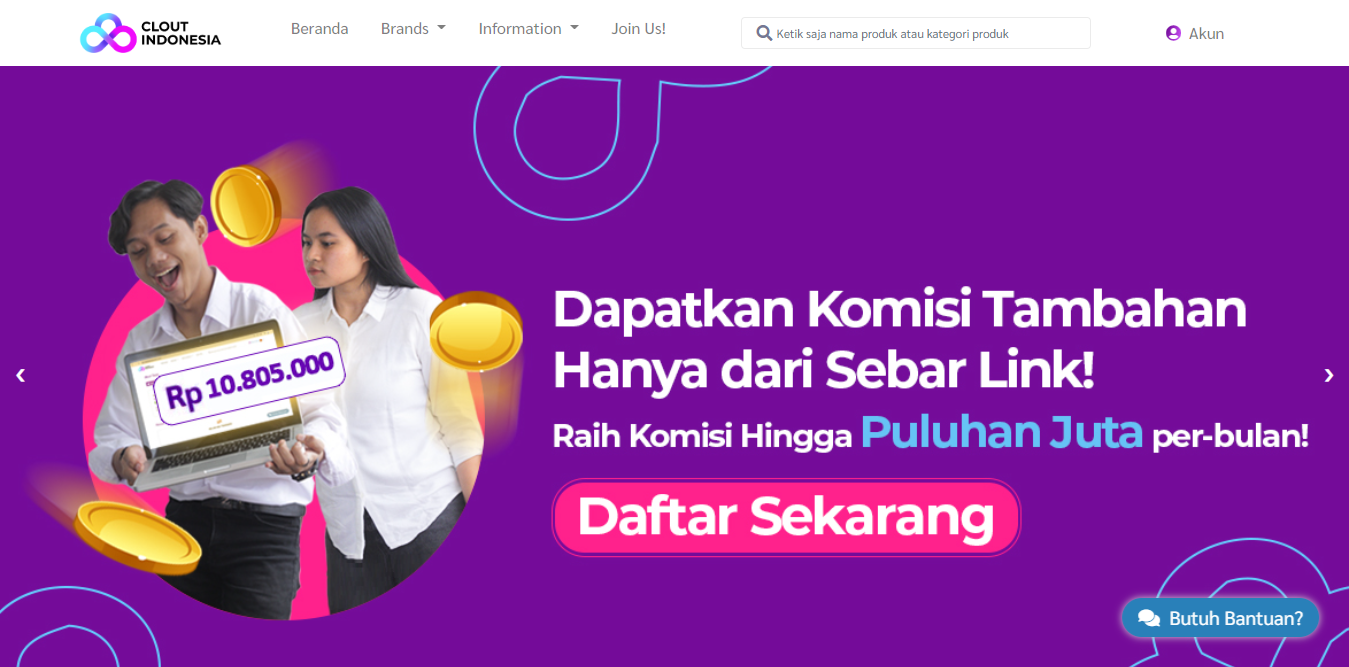 CLOUT
INDONESIA
Beranda
Brands
Information
Join Us!
Ketik saja nama produk atau kategori produk
Akun
Rp 10.805.000
Dapatkan Komisi Tambahan
Hanya dari Sebar Link!
Raih Komisi Hingga Puluhan Juta per-bulan!
Daftar Sekarang
Butuh Bantuan?